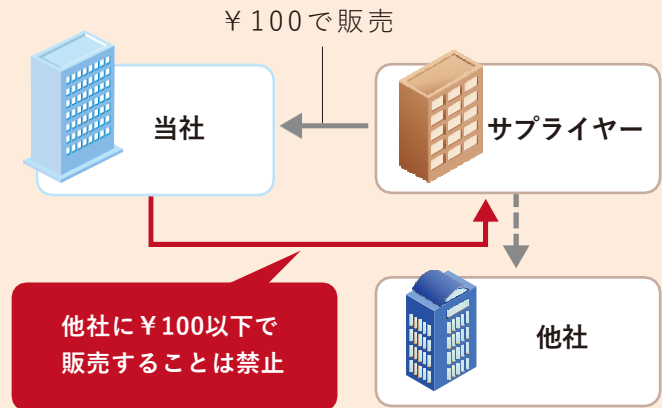 ￥100で販売
当社
サプライヤー
他社に￥100以下で
販売することは禁止
他社